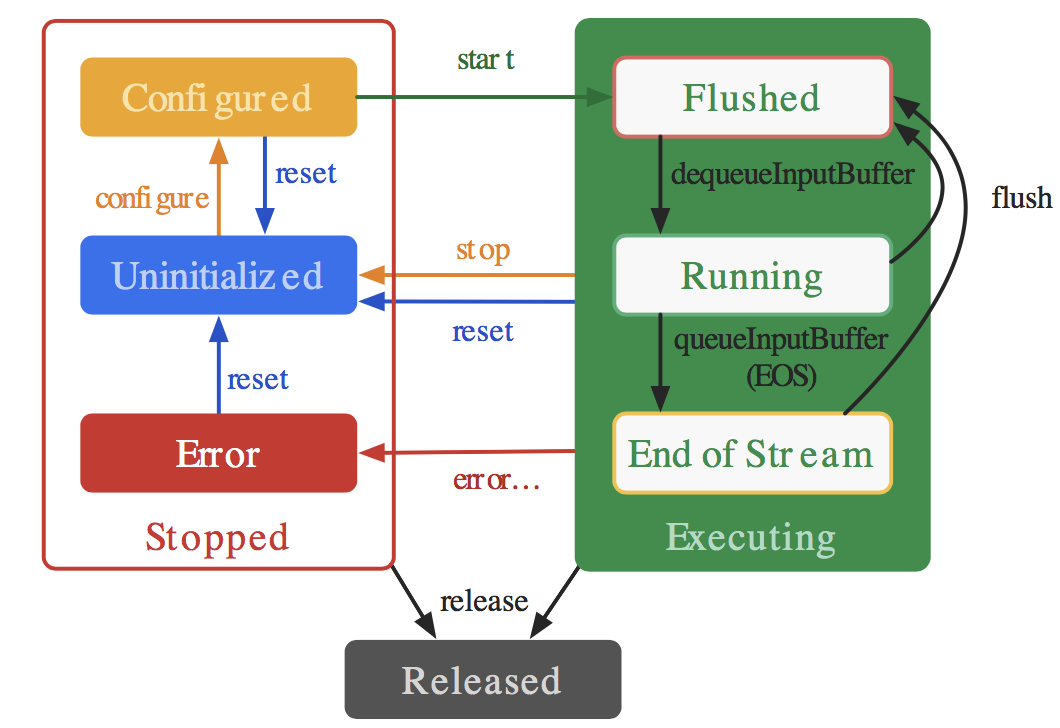 start
Configured
Flushed
reset
dequeueInputBuffer
configure
flush
stop
Uninitialized
Running
reset
queueInputBuffer
(EOS)
reset
Error
End of Stream
error...
Stopped
Executing
release
Released